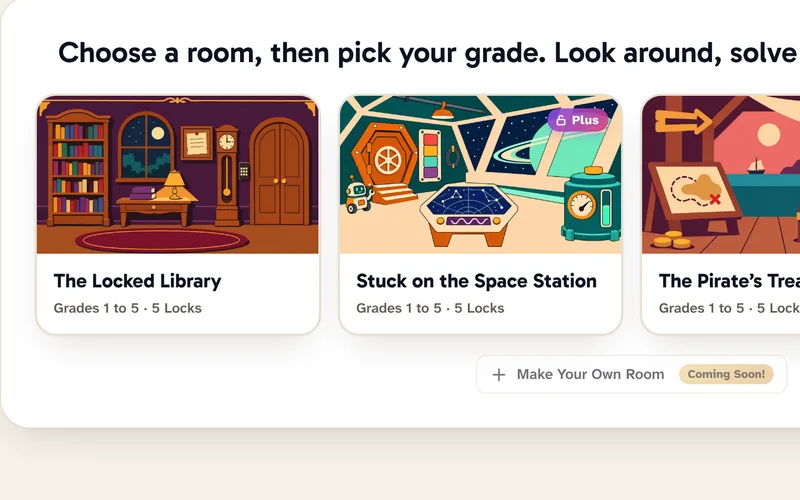 Choose a room, then pick your grade. Look around, solve
Plus
The Locked Library
Grades 1 to 5 · 5 Locks
Stuck on the Space Station
Grades 1 to 5 · 5 Locks
The Pirate's
Grades 1 to 5 · 5
Make Your Own Room
Coming Soon!